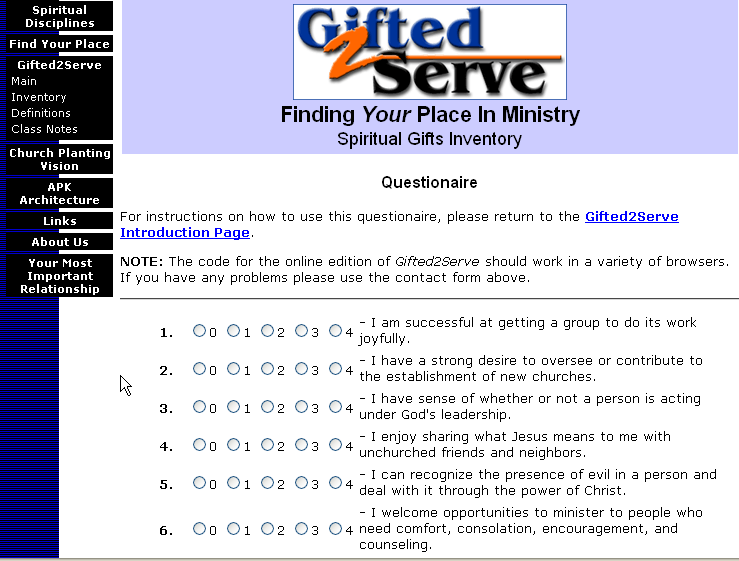 Spiritual
Disciplines
Find Your Place
Gifted2Serve
Main
Inventory
Definitions
Class Notes
Church Planting
Vision
APK
Architecture
Links
About Us
Your Most
Important
Relationship
Gifted
2
Serve
Finding Your Place In Ministry
Spiritual Gifts Inventory
Questionaire
For instructions on how to use this questionaire, please return to the Gifted2Serve
Introduction Page.
NOTE: The code for the online edition of Gifted2Serve should work in a variety of browsers.
If you have any problems please use the contact form above.
1. 0 1 2 3 4 - I am successful at getting a group to do its work
joyfully.
2. 0 1 2 3 4 - I have a strong desire to oversee or contribute to
the establishment of new churches.
3. 0 1 2 3 4 - I have sense of whether or not a person is acting
under God's leadership.
4. 0 1 2 3 4 - I enjoy sharing what Jesus means to me with
unchurched friends and neighbors.
5. 0 1 2 3 4 - I can recognize the presence of evil in a person and
deal with it through the power of Christ.
6. 0 1 2 3 4 - I welcome opportunities to minister to people who
need comfort, consolation, encouragement, and
counseling.